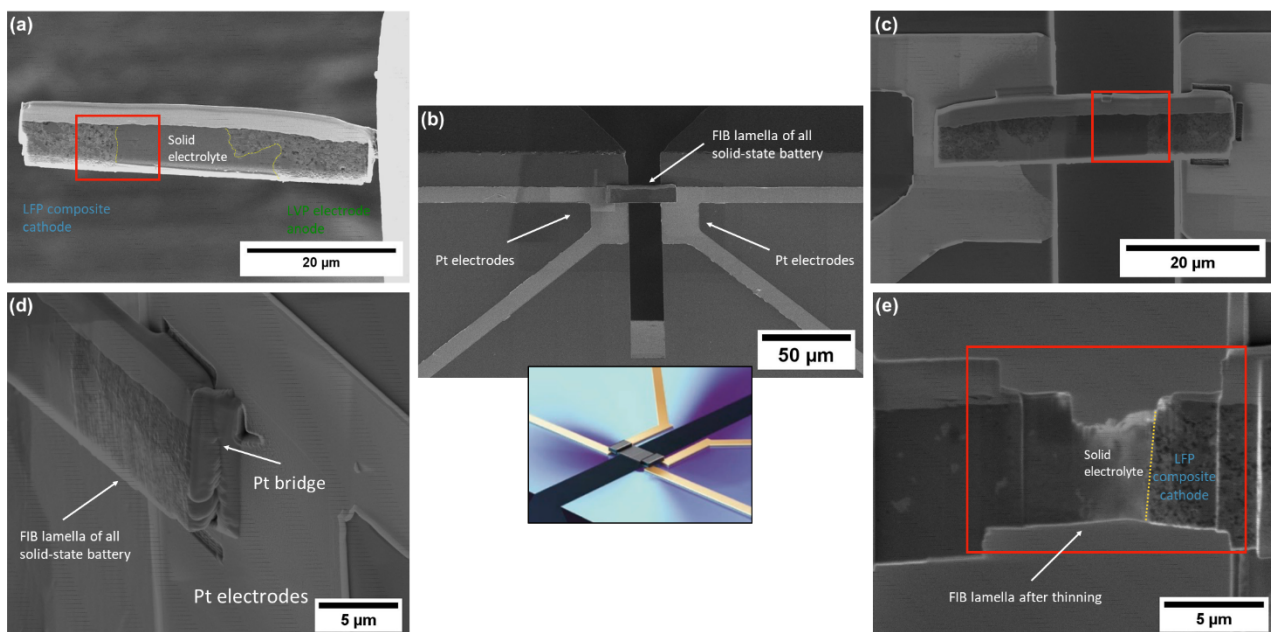 (a)
Solid
electrolyte
LFP composite
cathode
LVP electrode
anode
20 µm
(b)
FIB lamella of all
solid-state battery
Pt electrodes
Pt electrodes
50 µm
(c)
20 µm
(d)
Pt bridge
FIB lamella of all
solid-state battery
Pt electrodes
5 µm
(e)
Solid
electrolyte
LFP
composite
cathode
FIB lamella after thinning
5 µm